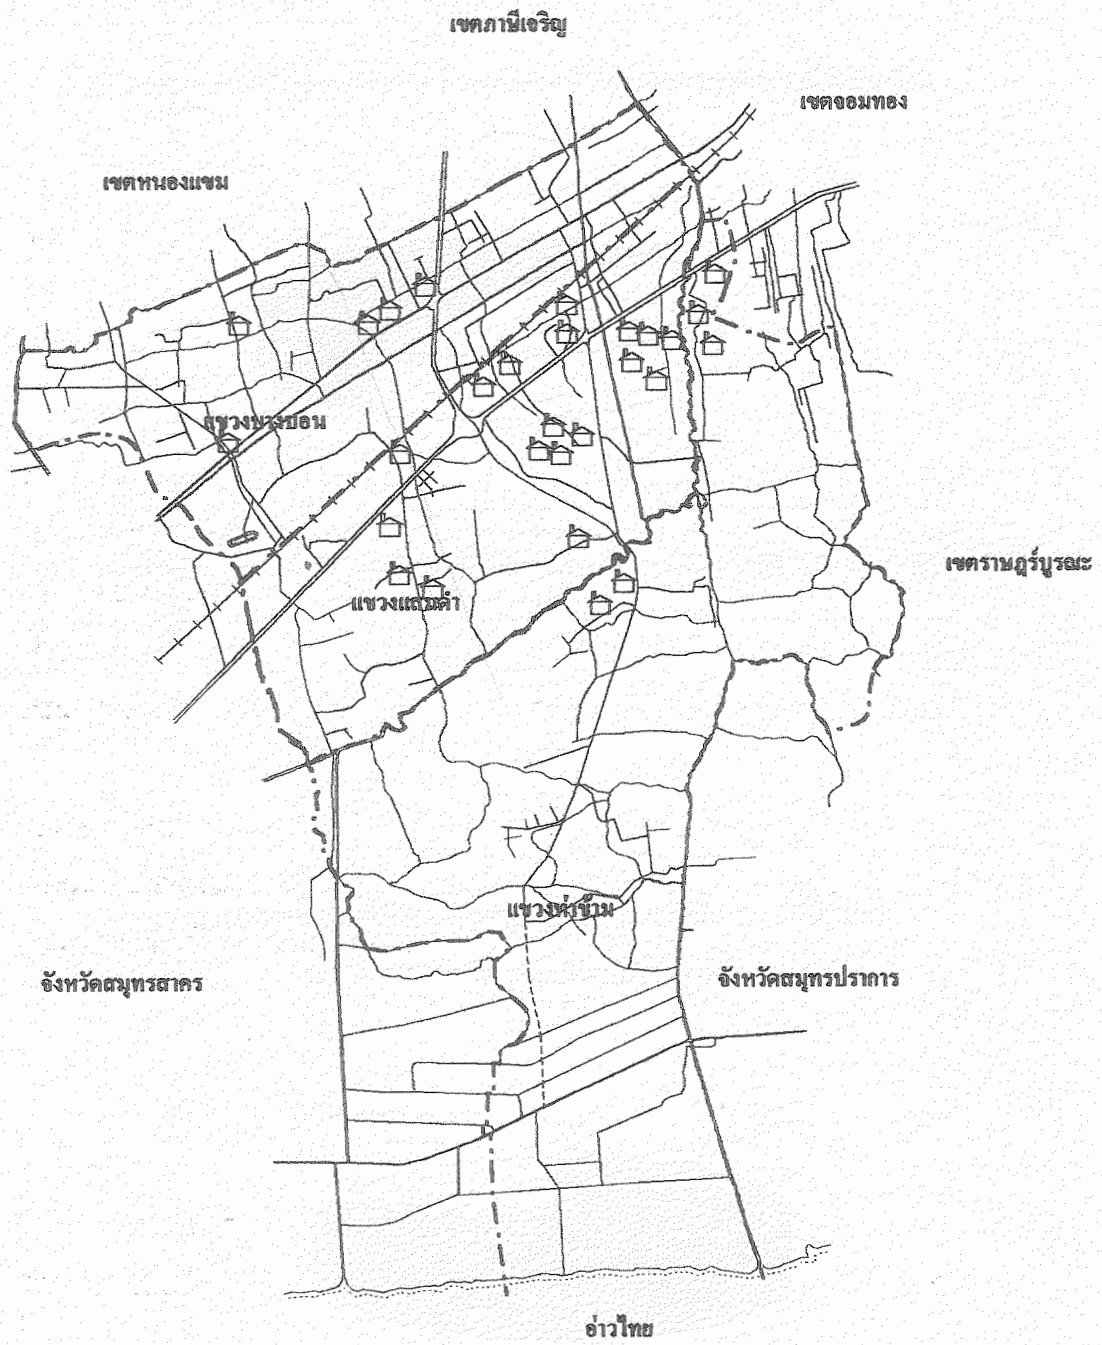 เขตภาษีเจริญ
เขตจอมทอง
เขตหนองแขม
แขวงบางบอน
เขตราษฎร์บูรณะ
แขวงแสมดำ
แขวงท่าข้าม
จังหวัดสมุทรสาคร
จังหวัดสมุทรปราการ
อ่าวไทย